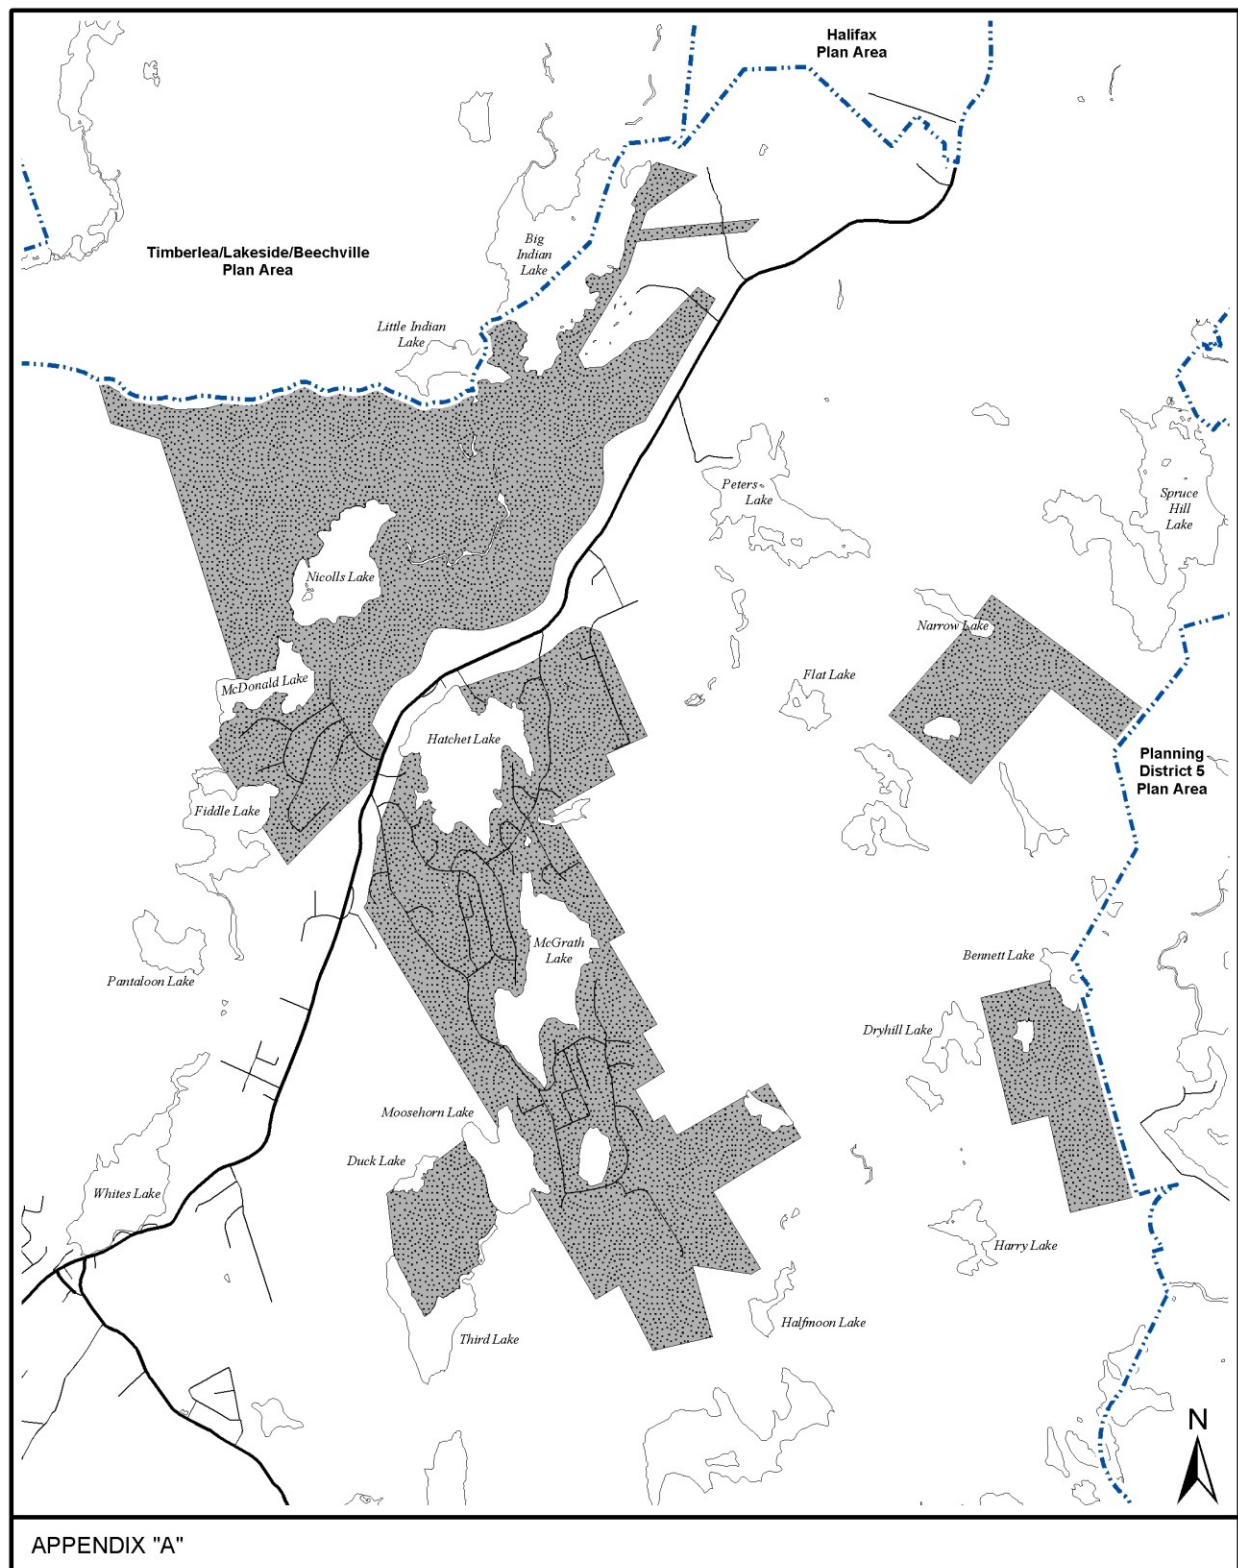 Halifax
Plan Area
Timberlea/Lakeside/Beechville
Plan Area
Big
Indian
Lake
Little Indian
Lake
Peters
Lake
Spruce
Hill
Lake
Nicolls Lake
Narrow Lake
McDonald Lake
Flat Lake
Hatchet Lake
Planning
District 5
Plan Area
Fiddle Lake
McGrath
Lake
Bennett Lake
Pantaloon Lake
Dryhill Lake
Moosehorn Lake
Duck Lake
Whites Lake
Harry Lake
Halfmoon Lake
Third Lake
N
APPENDIX "A"